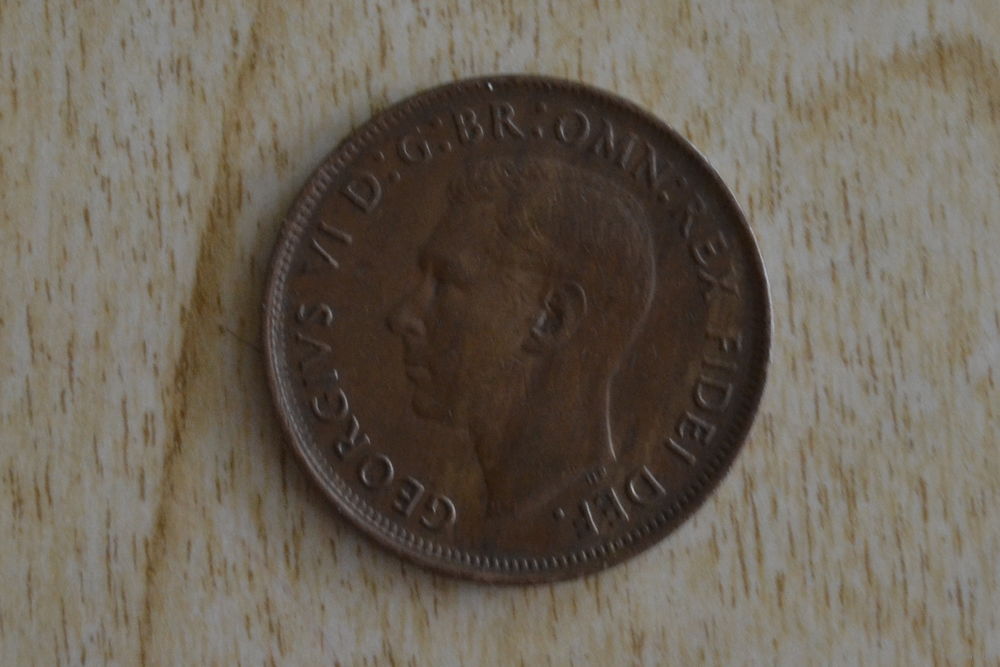 GEORGIVS VI D: G: BR: OMN: REX FIDEI DEF.